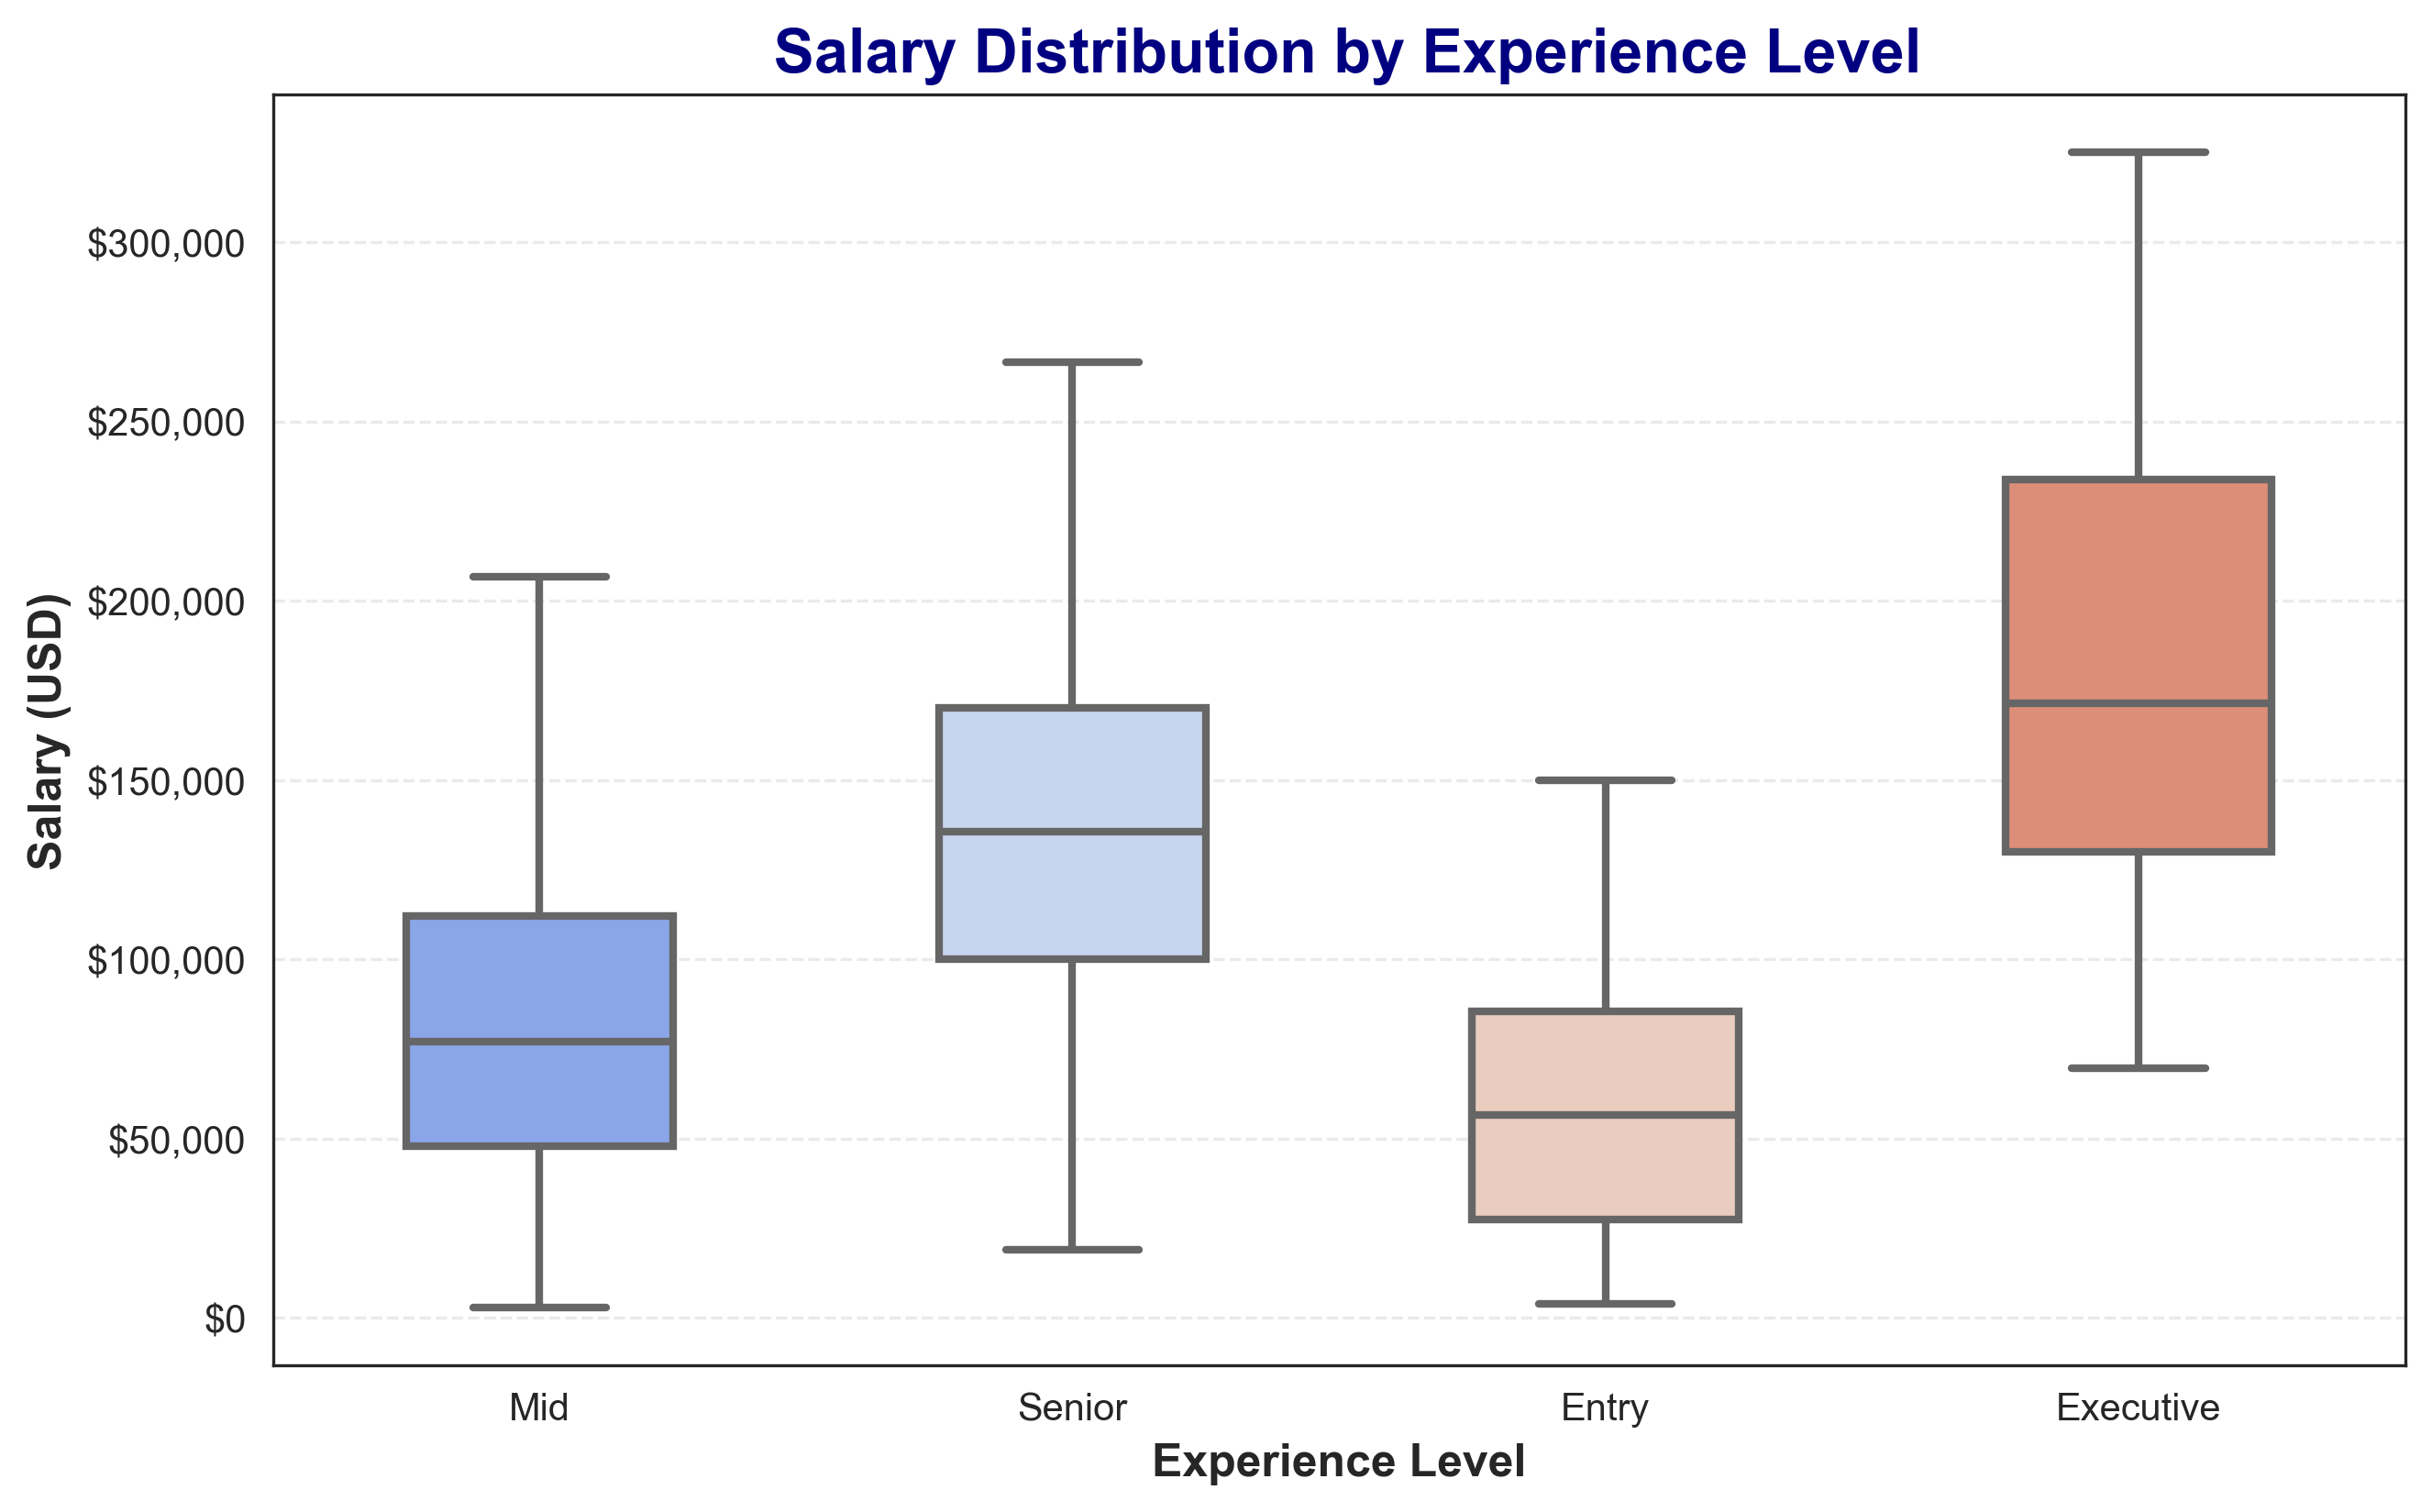 Salary Distribution by Experience Level
Salary (USD)
$300,000
$250,000
$200,000
$150,000
$100,000
$50,000
$0
Mid
Senior
Entry
Executive
Experience Level